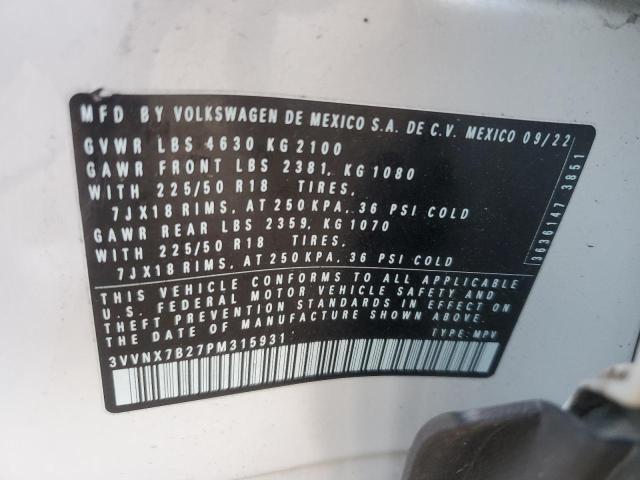 MFD BY VOLKSWAGEN DE MEXICO S.A. DE C.V. MEXICO 09/22
GVWR LBS 4630 KG 2100
GAWR FRONT LBS 2381, KG 1080
WITH 225/50 R18 TIRES,
7JX18 RIMS, AT 250 KPA, 36 PSI COLD
GAWR REAR LBS 2359, KG 1070
WITH 225/50 R18 TIRES,
7JX18 RIMS, AT 250 KPA, 36 PSI COLD
THIS VEHICLE CONFORMS TO ALL APPLICABLE
U.S. FEDERAL MOTOR VEHICLE SAFETY AND
THEFT PREVENTION STANDARDS IN EFFECT ON
THE DATE OF MANUFACTURE SHOWN ABOVE.
3VVNX7B27PM315931 TYPE: MPV
3636147 3851